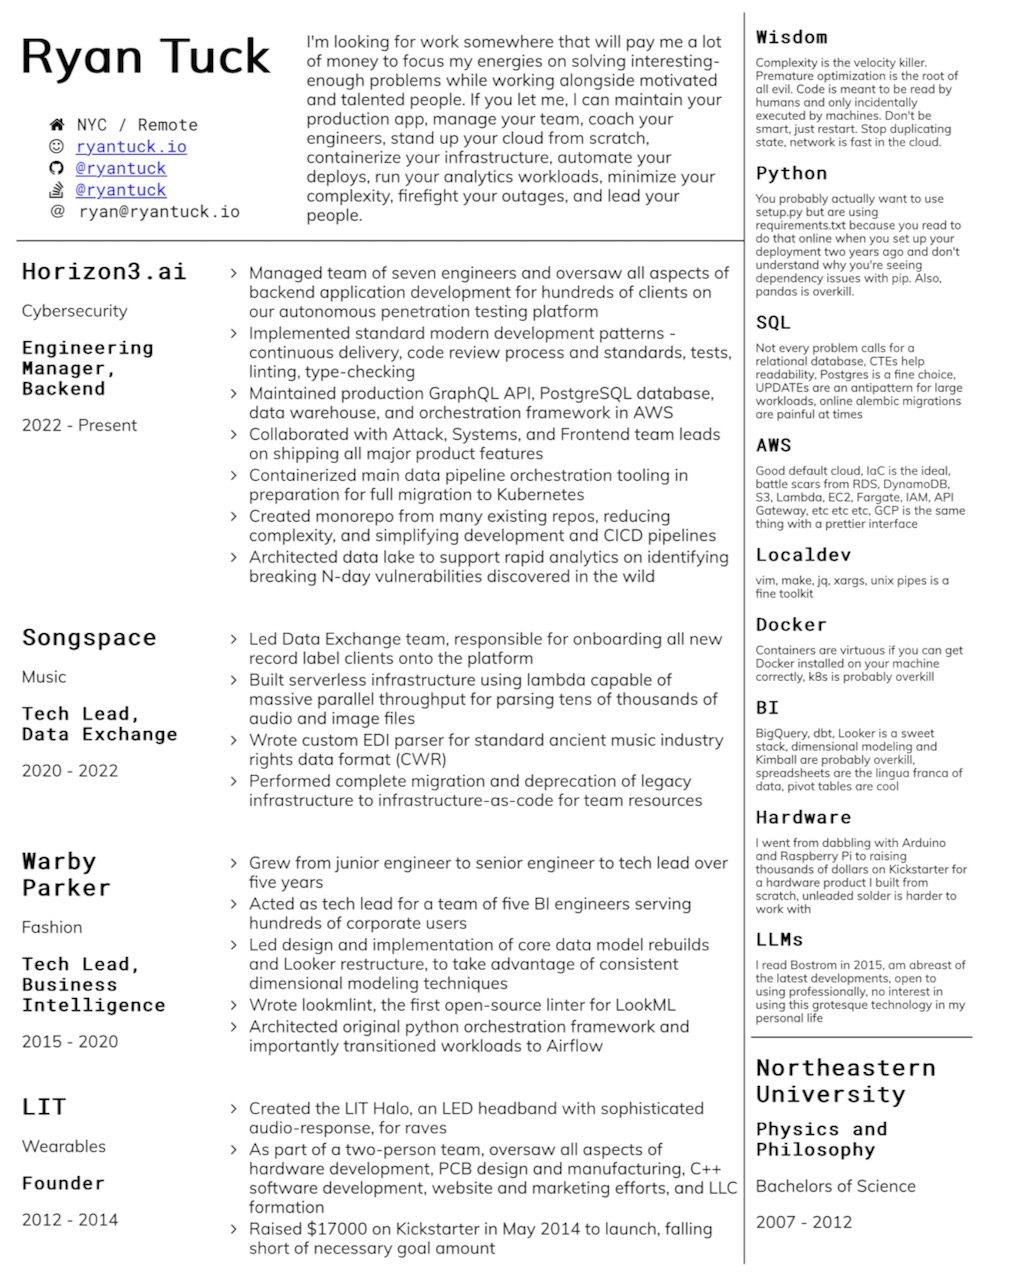 Ryan Tuck
NYC / Remote
ryantuck.io
@ryantuck
@ryantuck
@ ryan@ryantuck.io
I'm looking for work somewhere that will pay me a lot
of money to focus my energies on solving interesting-
enough problems while working alongside motivated
and talented people. If you let me, I can maintain your
production app, manage your team, coach your
engineers, stand up your cloud from scratch,
containerize your infrastructure, automate your
deploys, run your analytics workloads, minimize your
complexity, firefight your outages, and lead your
people.
Horizon3.ai
Cybersecurity
Engineering
Manager,
Backend
2022 - Present
> Managed team of seven engineers and oversaw all aspects of
backend application development for hundreds of clients on
our autonomous penetration testing platform
> Implemented standard modern development patterns -
continuous delivery, code review process and standards, tests,
linting, type-checking
> Maintained production GraphQL API, PostgreSQL database,
data warehouse, and orchestration framework in AWS
> Collaborated with Attack, Systems, and Frontend team leads
on shipping all major product features
> Containerized main data pipeline orchestration tooling in
preparation for full migration to Kubernetes
> Created monorepo from many existing repos, reducing
complexity, and simplifying development and CICD pipelines
> Architected data lake to support rapid analytics on identifying
breaking N-day vulnerabilities discovered in the wild
Songspace
Music
Tech Lead,
Data Exchange
2020 - 2022
> Led Data Exchange team, responsible for onboarding all new
record label clients onto the platform
> Built serverless infrastructure using lambda capable of
massive parallel throughput for parsing tens of thousands of
audio and image files
> Wrote custom EDI parser for standard ancient music industry
rights data format (CWR)
> Performed complete migration and deprecation of legacy
infrastructure to infrastructure-as-code for team resources
Warby
Parker
Fashion
Tech Lead,
Business
Intelligence
2015 - 2020
> Grew from junior engineer to senior engineer to tech lead over
five years
> Acted as tech lead for a team of five BI engineers serving
hundreds of corporate users
> Led design and implementation of core data model rebuilds
and Looker restructure, to take advantage of consistent
dimensional modeling techniques
> Wrote lookmlint, the first open-source linter for LookML
> Architected original python orchestration framework and
importantly transitioned workloads to Airflow
LIT
Wearables
Founder
2012 - 2014
> Created the LIT Halo, an LED headband with sophisticated
audio-response, for raves
> As part of a two-person team, oversaw all aspects of
hardware development, PCB design and manufacturing, C++
software development, website and marketing efforts, and LLC
formation
> Raised $17000 on Kickstarter in May 2014 to launch, falling
short of necessary goal amount
Wisdom
Complexity is the velocity killer.
Premature optimization is the root of
all evil. Code is meant to be read by
humans and only incidentally
executed by machines. Don't be
smart, just restart. Stop duplicating
state, network is fast in the cloud.
Python
You probably actually want to use
setup.py but are using
requirements.txt because you read to
do that online when you set up your
deployment two years ago and don't
understand why you're seeing
dependency issues with pip. Also,
pandas is overkill.
SQL
Not every problem calls for a
relational database, CTEs help
readability, Postgres is a fine choice,
UPDATEs are an antipattern for large
workloads, online alembic migrations
are painful at times
AWS
Good default cloud, IaC is the ideal,
battle scars from RDS, DynamoDB,
S3, Lambda, EC2, Fargate, IAM, API
Gateway, etc etc etc, GCP is the same
thing with a prettier interface
Localdev
vim, make, jq, xargs, unix pipes is a
fine toolkit
Docker
Containers are virtuous if you can get
Docker installed on your machine
correctly, k8s is probably overkill
BI
BigQuery, dbt, Looker is a sweet
stack, dimensional modeling and
Kimball are probably overkill,
spreadsheets are the lingua franca of
data, pivot tables are cool
Hardware
I went from dabbling with Arduino
and Raspberry Pi to raising
thousands of dollars on Kickstarter for
a hardware product I built from
scratch, unleaded solder is harder to
work with
LLMs
I read Bostrom in 2015, am abreast of
the latest developments, open to
using professionally, no interest in
using this grotesque technology in my
personal life
Northeastern
University
Physics and
Philosophy
Bachelors of Science
2007 - 2012